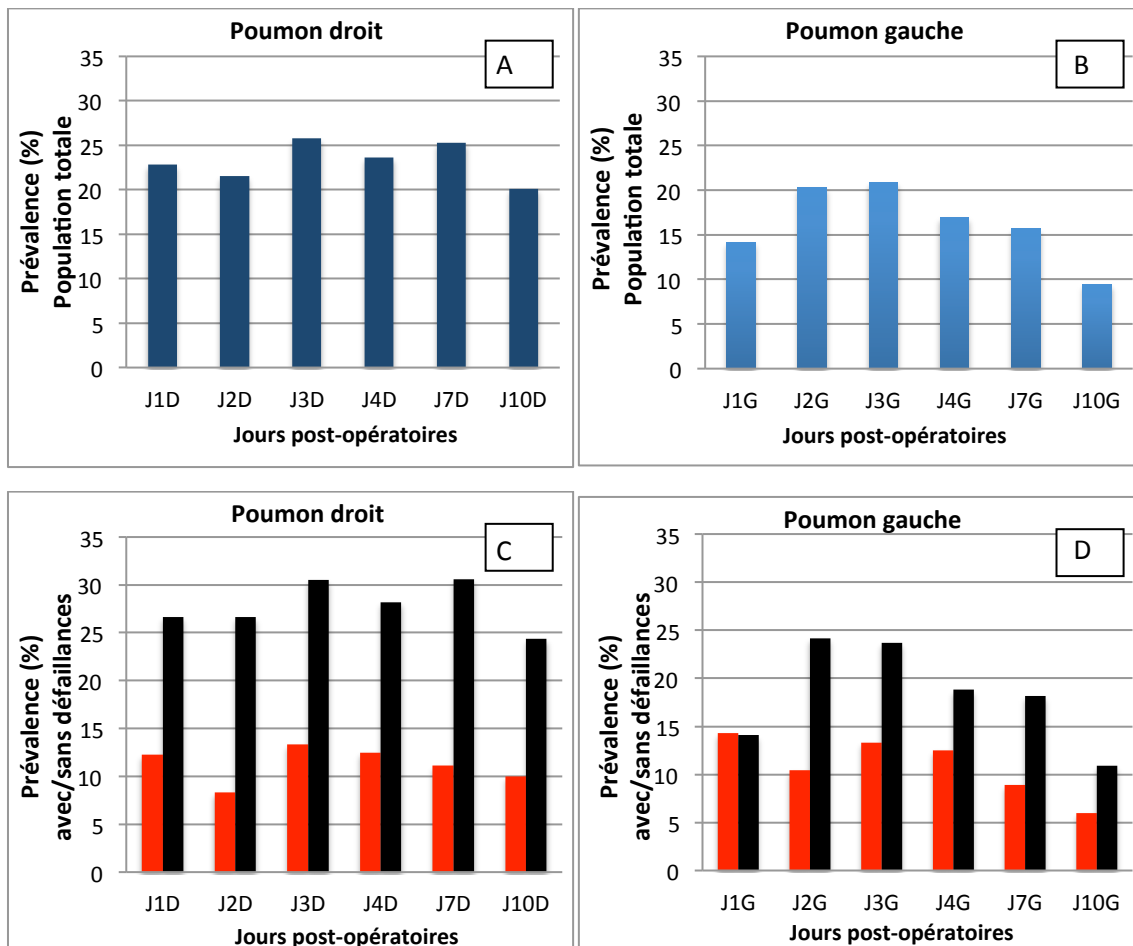 Poumon droit
A
Prévalence (%)
Population totale
35
30
25
20
15
10
5
0
J1D J2D J3D J4D J7D J10D
Jours post-opératoires
Poumon gauche
B
Prévalence (%)
Population totale
35
30
25
20
15
10
5
0
J1G J2G J3G J4G J7G J10G
Jours post-opératoires
Poumon droit
C
Prévalence (%)
avec/sans défaillances
35
30
25
20
15
10
5
0
J1D J2D J3D J4D J7D J10D
Jours post-opératoires
Poumon gauche
D
Prévalence (%)
avec/sans défaillances
35
30
25
20
15
10
5
0
J1G J2G J3G J4G J7G J10G
Jours post-opératoires